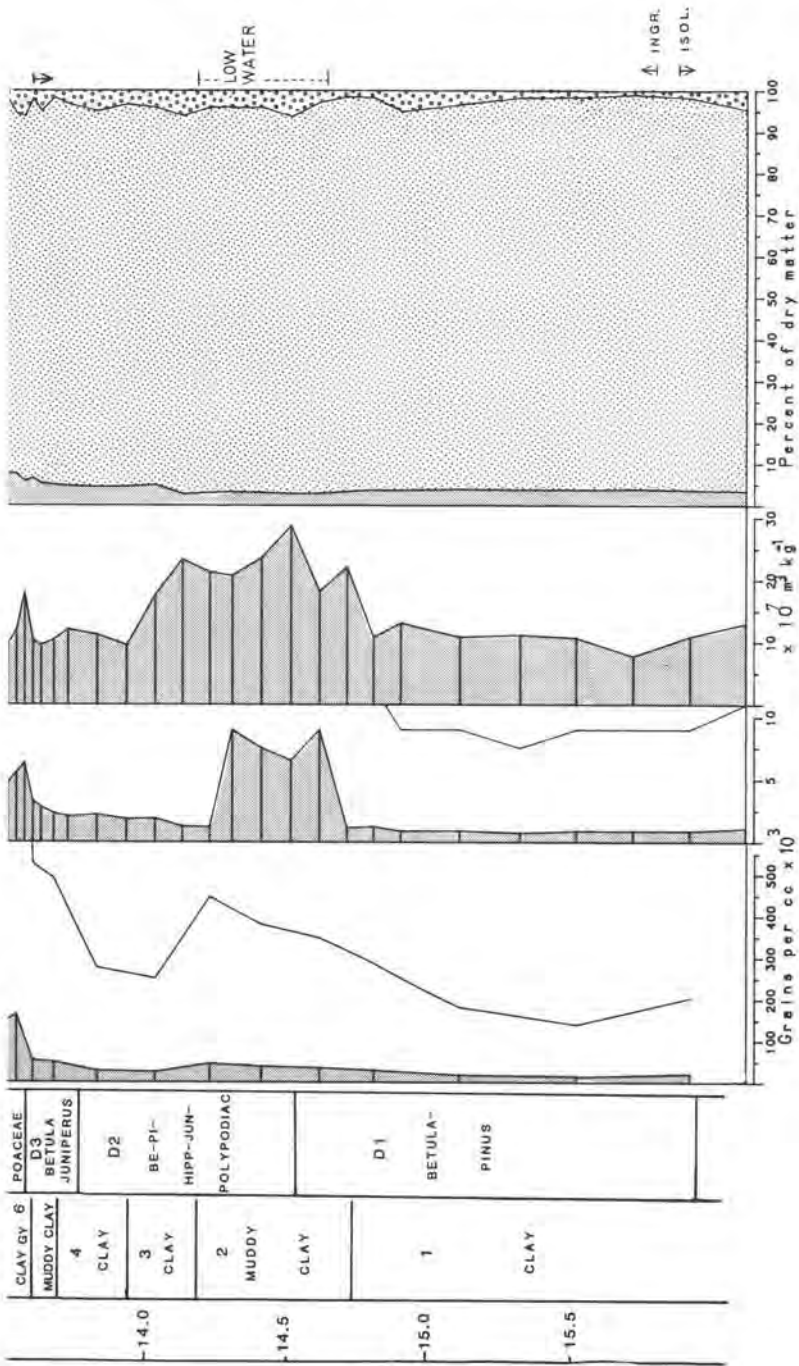 LOW
WATER
INGR.
ISOL.
10
20
30
40
50
60
70
80
90
100
Percent of dry matter
10
20
30
× 10⁻⁷ m³ kg⁻¹
5
10
100
200
300
400
500
Grains per cc × 10³
POACEAE
D3
BETULA
JUNIPERUS
D2
BE-PI-
HIPP-JUN-
POLYPODIAC
D1
BETULA-
PINUS
CLAY GY 6
MUDDY CLAY
4
CLAY
3
CLAY
2
MUDDY
CLAY
1
CLAY
14.0
14.5
15.0
15.5